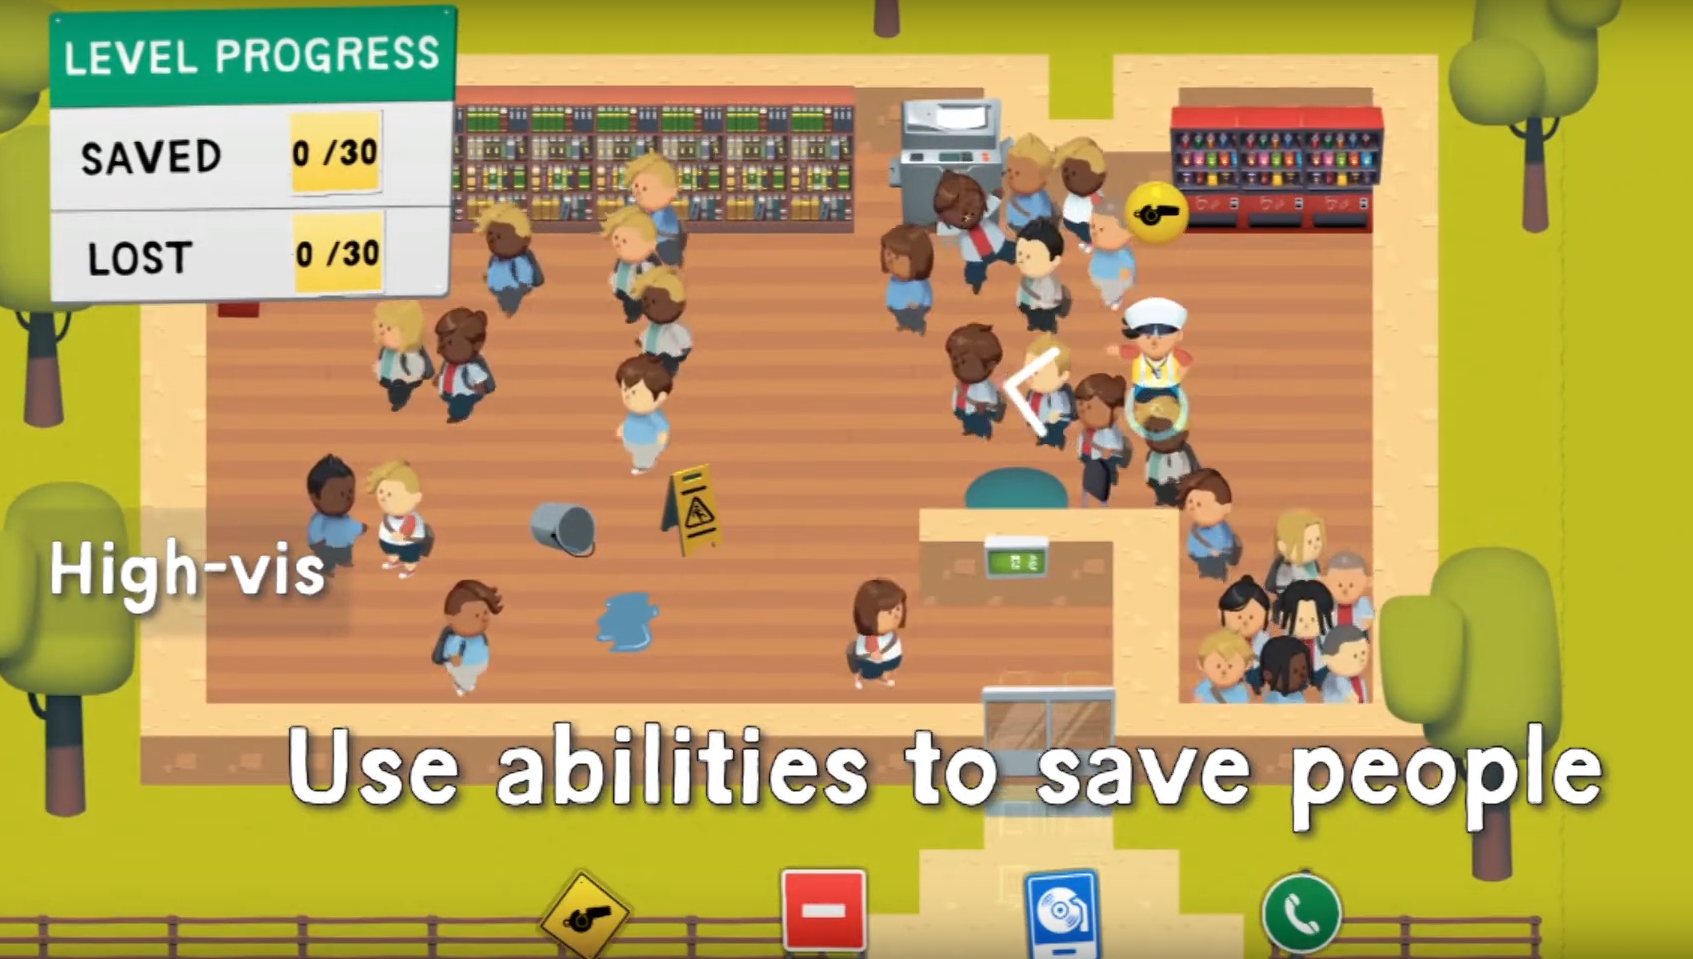 LEVEL PROGRESS
SAVED 0 /30
LOST 0 /30
High-vis
Use abilities to save people